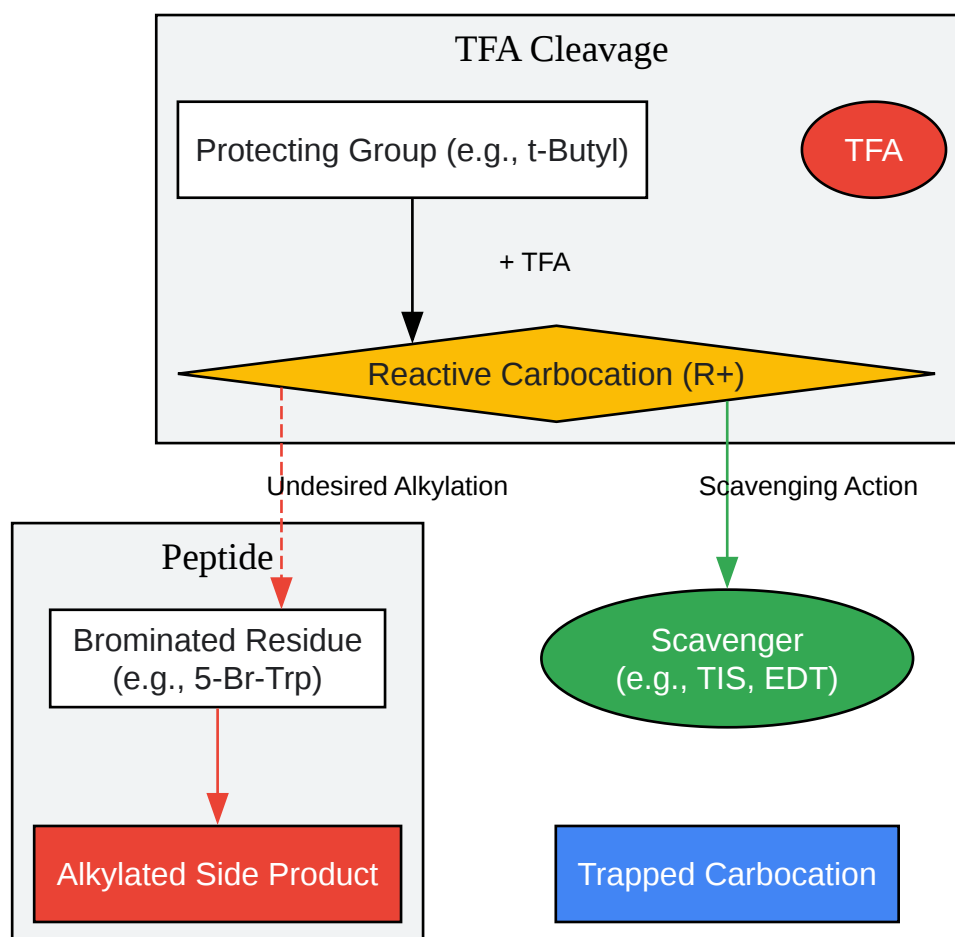 TFA Cleavage
Protecting Group (e.g., t-Butyl)
TFA
+ TFA
Reactive Carbocation (R+)
Undesired Alkylation
Scavenging Action
Peptide
Brominated Residue
(e.g., 5-Br-Trp)
Scavenger
(e.g., TIS, EDT)
Alkylated Side Product
Trapped Carbocation